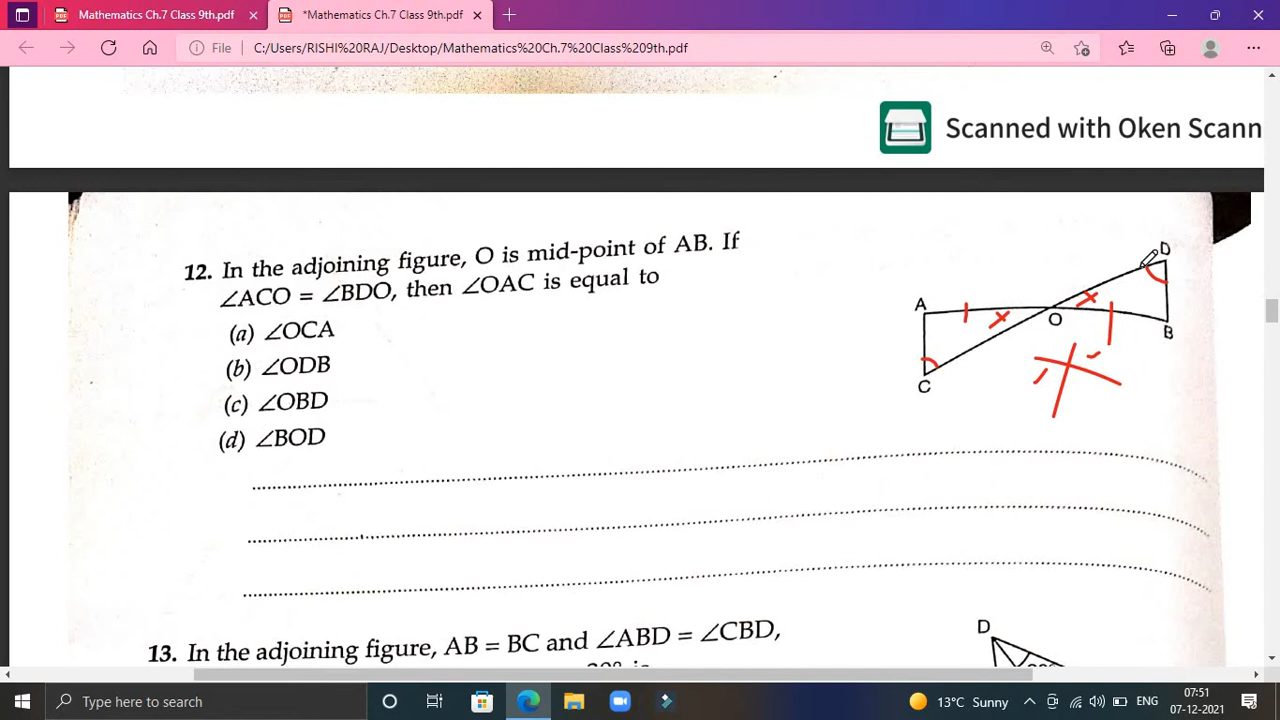 Mathematics Ch.7 Class 9th.pdf
*Mathematics Ch.7 Class 9th.pdf
File
C:/Users/RISHI%20RAJ/Desktop/Mathematics%20Ch.7%20Class%209th.pdf
Scanned with Oken Scann
12. In the adjoining figure, O is mid-point of AB. If
∠ACO = ∠BDO, then ∠OAC is equal to
(a) ∠OCA
(b) ∠ODB
(c) ∠OBD
(d) ∠BOD
D
A
O
B
C
13. In the adjoining figure, AB = BC and ∠ABD = ∠CBD,
D
Type here to search
13°C Sunny
ENG
07:51
07-12-2021